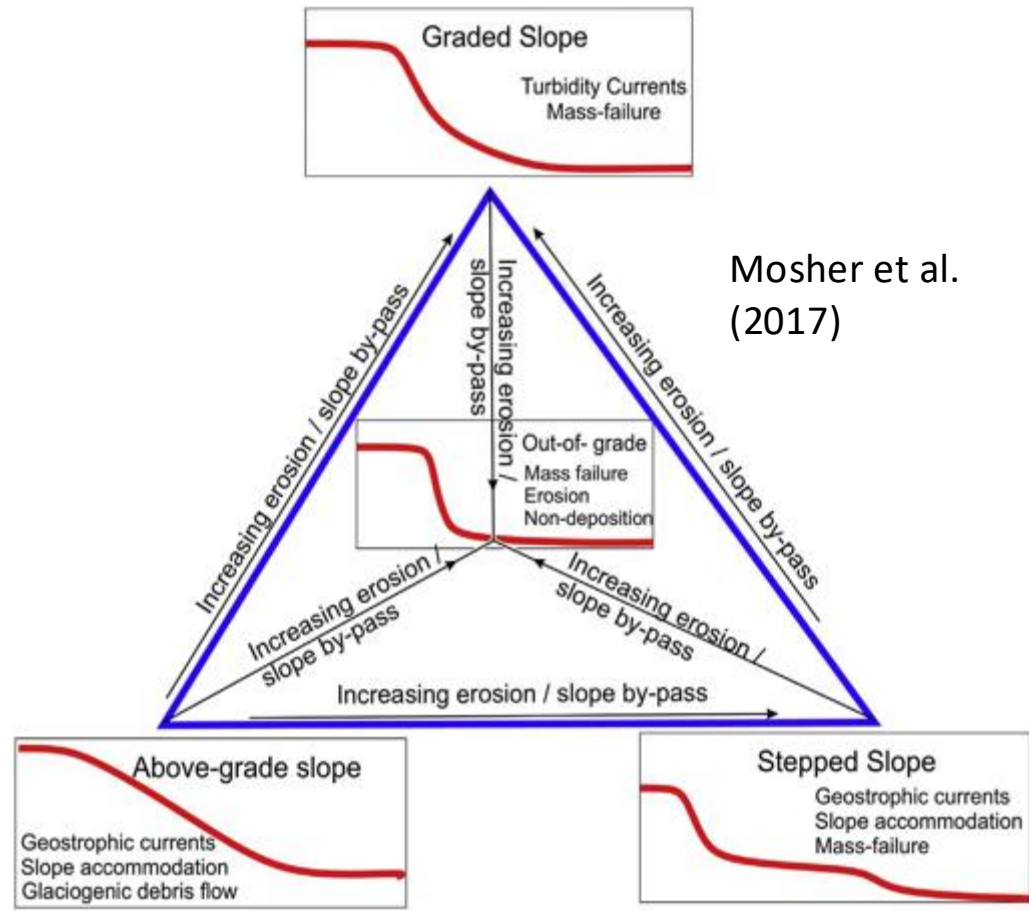 Graded Slope
Turbidity Currents
Mass-failure
Mosher et al.
(2017)
Increasing erosion / slope by-pass
Increasing erosion /
slope by-pass
Increasing erosion / slope by-pass
Out-of- grade
Mass failure
Erosion
Non-deposition
Increasing erosion /
slope by-pass
Increasing erosion /
slope by-pass
Increasing erosion / slope by-pass
Above-grade slope
Geostrophic currents
Slope accommodation
Glaciogenic debris flow
Stepped Slope
Geostrophic currents
Slope accommodation
Mass-failure